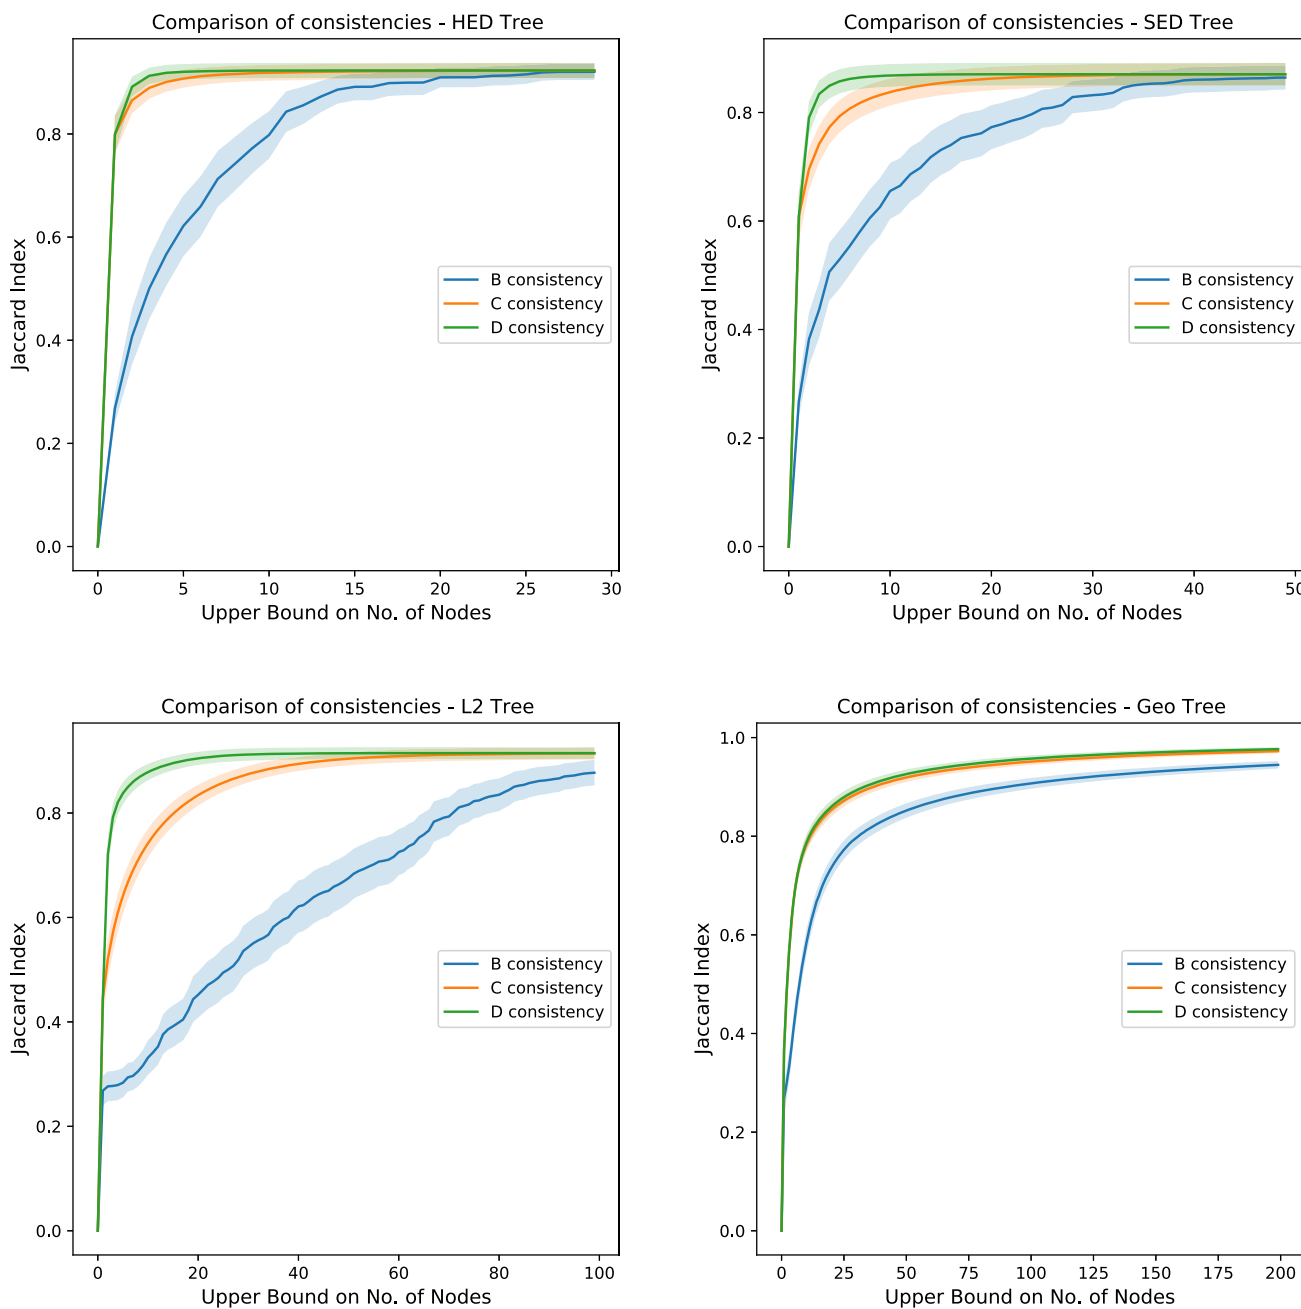 Comparison of consistencies - HED Tree
Jaccard Index
0.8
0.6
0.4
0.2
0.0
B consistency
C consistency
D consistency
0 5 10 15 20 25 30
Upper Bound on No. of Nodes
Comparison of consistencies - SED Tree
Jaccard Index
0.8
0.6
0.4
0.2
0.0
B consistency
C consistency
D consistency
0 10 20 30 40 50
Upper Bound on No. of Nodes
Comparison of consistencies - L2 Tree
Jaccard Index
0.8
0.6
0.4
0.2
0.0
B consistency
C consistency
D consistency
0 20 40 60 80 100
Upper Bound on No. of Nodes
Comparison of consistencies - Geo Tree
Jaccard Index
1.0
0.8
0.6
0.4
0.2
0.0
B consistency
C consistency
D consistency
0 25 50 75 100 125 150 175 200
Upper Bound on No. of Nodes